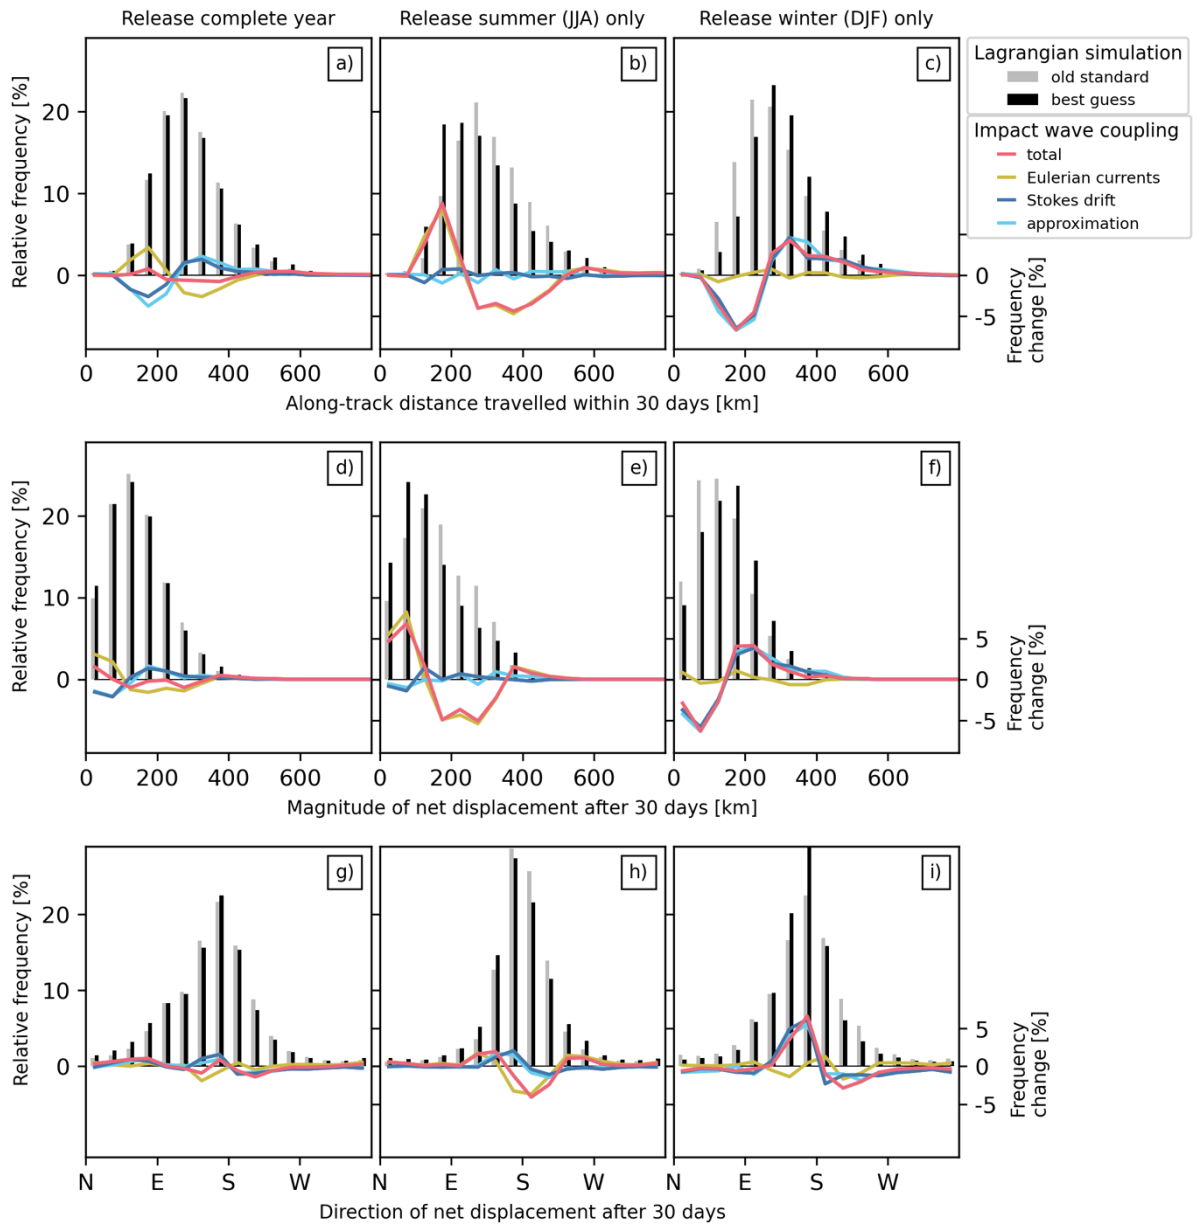 Release complete year
Release summer (JJA) only
Release winter (DJF) only
Relative frequency [%]
20
10
0
a)
b)
c)
Lagrangian simulation
old standard
best guess
Impact wave coupling
total
Eulerian currents
Stokes drift
approximation
0
-5
Frequency
change [%]
0 200 400 600
0 200 400 600
0 200 400 600
Along-track distance travelled within 30 days [km]
Relative frequency [%]
20
10
0
d)
e)
f)
5
0
-5
Frequency
change [%]
0 200 400 600
0 200 400 600
0 200 400 600
Magnitude of net displacement after 30 days [km]
Relative frequency [%]
20
10
0
g)
h)
i)
5
0
-5
Frequency
change [%]
N E S W
E S W
E S W
Direction of net displacement after 30 days